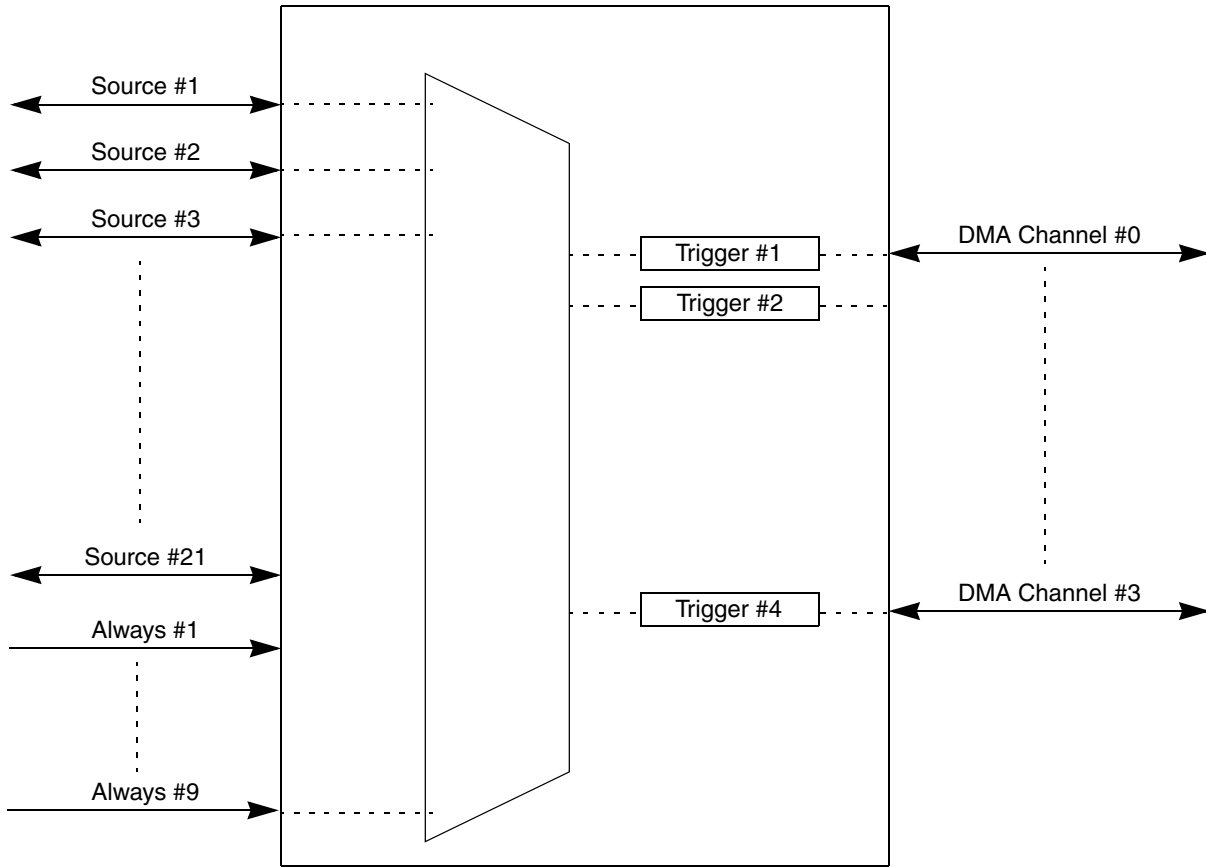 Source #1
Source #2
Source #3
Source #21
Always #1
Always #9
Trigger #1
Trigger #2
Trigger #4
DMA Channel #0
DMA Channel #3